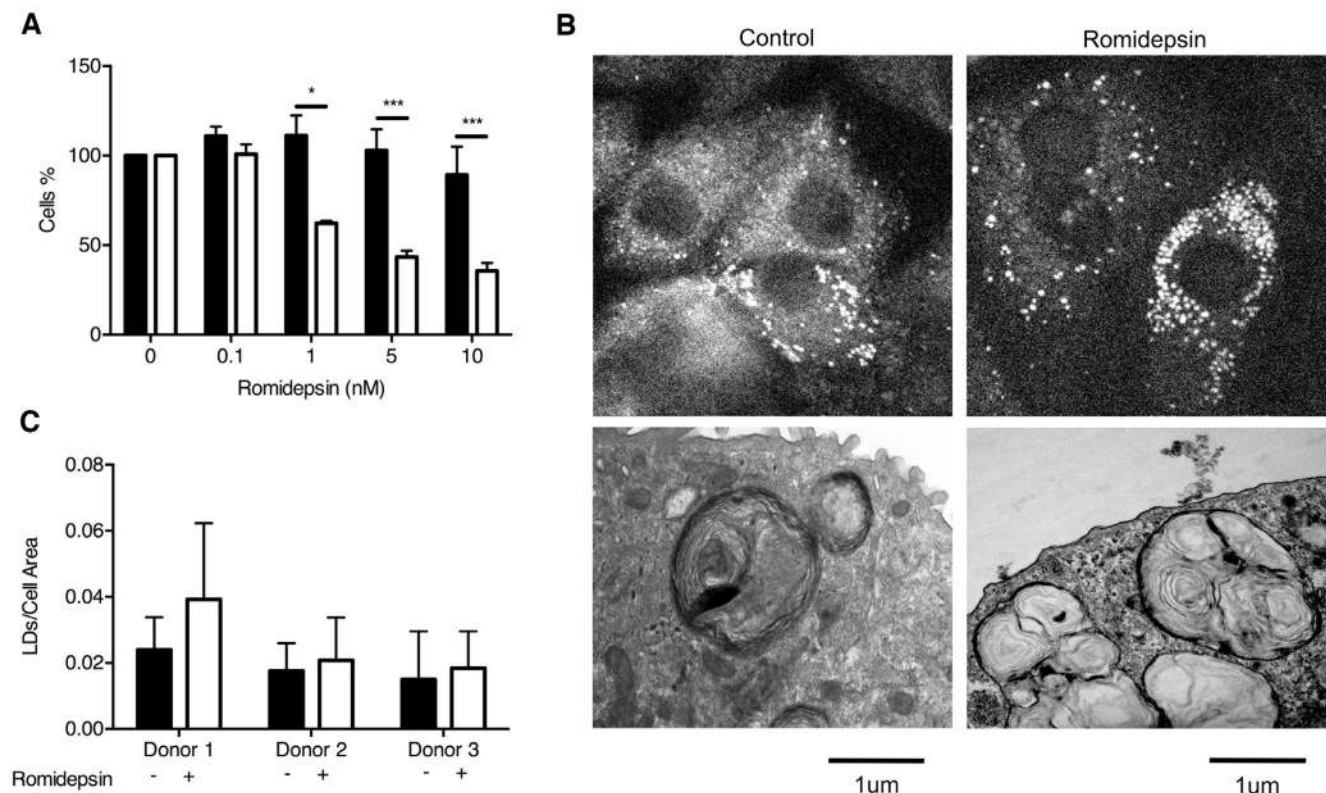 A
150
100
50
0
Cells %
*
***
***
0 0.1 1 5 10
Romidepsin (nM)
B
Control Romidepsin
1um 1um
C
0.08
0.06
0.04
0.02
0.00
LDs/Cell Area
Donor 1 Donor 2 Donor 3
Romidepsin - + - + - +